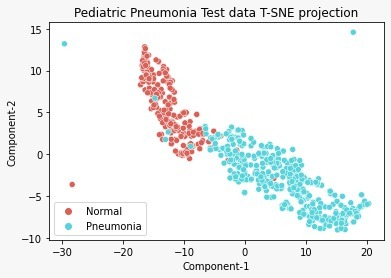 Pediatric Pneumonia Test data T-SNE projection
15
10
5
0
−5
−10
Component-2
Normal
Pneumonia
−30
−20
−10
0
10
20
Component-1